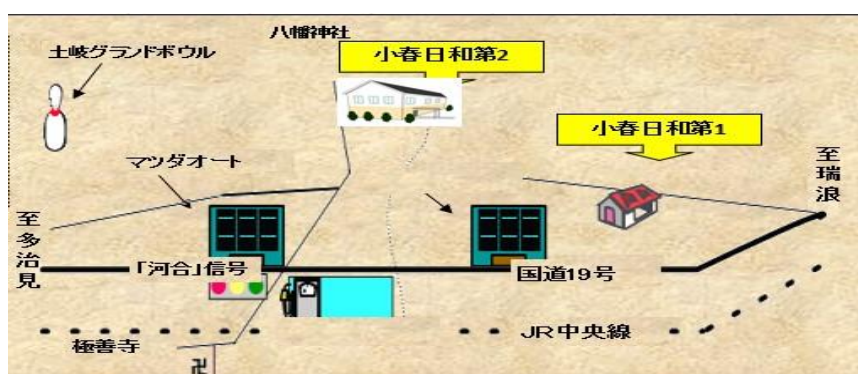 八幡神社
土岐グランドボウル
小春日和第2
小春日和第1
マツダオート
至瑞浪
至多治見
「河合」信号
国道19号
JR中央線
極善寺
卍